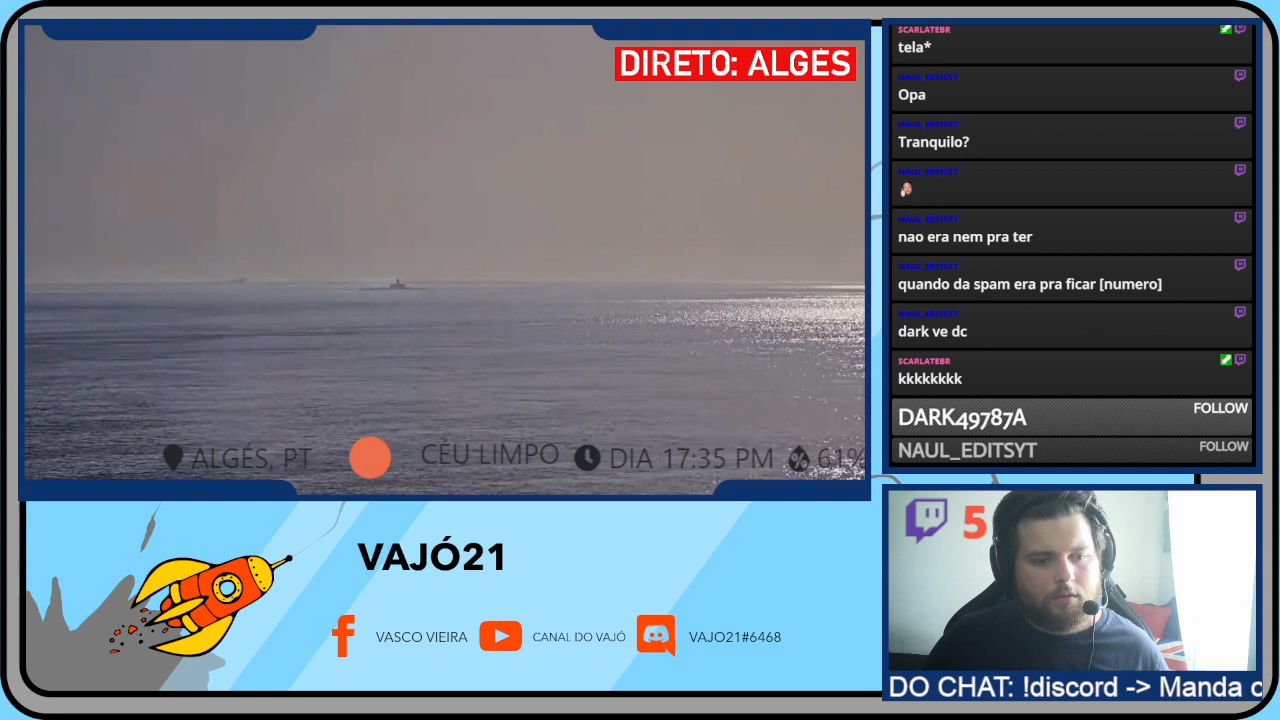 DIRETO: ALGÉS
ALGÉS, PT
CÉU LIMPO
DIA 17:35 PM
61%
VAJÓ21
VASCO VIEIRA
CANAL DO VAJÓ
VAJO21#6468
SCARLATEBR
tela*
NAUL_EDITSYT
Opa
NAUL_EDITSYT
Tranquilo?
NAUL_EDITSYT
NAUL_EDITSYT
nao era nem pra ter
NAUL_EDITSYT
quando da spam era pra ficar [numero]
NAUL_EDITSYT
dark ve dc
SCARLATEBR
kkkkkkkk
DARK49787A FOLLOW
NAUL_EDITSYT FOLLOW
5
DO CHAT: !discord -> Manda